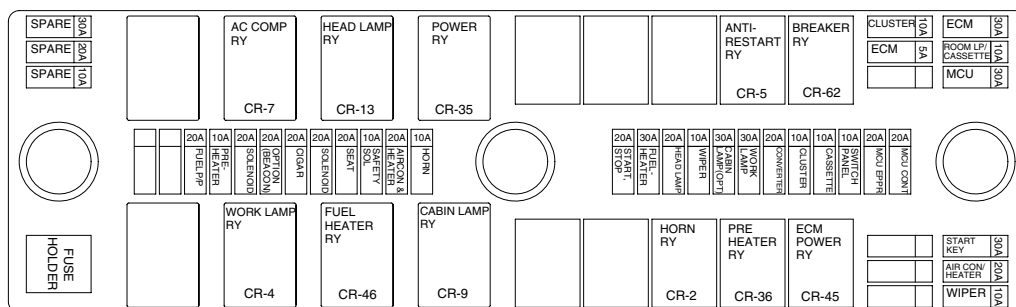 SPARE 30A
SPARE 20A
SPARE 10A
AC COMP
RY
CR-7
HEAD LAMP
RY
CR-13
POWER
RY
CR-35
ANTI-
RESTART
RY
CR-5
BREAKER
RY
CR-62
CLUSTER 10A
ECM 5A
ECM 30A
ROOM LP/
CASSETTE 10A
MCU 30A
20A FUEL P/P
10A PRE-
HEATER
20A SOLENOID
20A OPTION
(BEACON)
20A CIGAR
20A SOLENOID
20A SEAT
10A SAFETY
SOL
20A AIRCON &
HEATER
10A HORN
20A START,
STOP
30A FUEL-
HEATER
20A HEAD LAMP
10A WIPER
30A CABIN
LAMP(OPT)
30A WORK
LAMP
20A CONVERTER
10A CLUSTER
10A CASSETTE
10A SWITCH
PANEL
20A MCU EPPR
20A MCU CONT
FUSE
HOLDER
WORK LAMP
RY
CR-4
FUEL
HEATER
RY
CR-46
CABIN LAMP
RY
CR-9
HORN
RY
CR-2
PRE
HEATER
RY
CR-36
ECM
POWER
RY
CR-45
START
KEY 30A
AIR CON/
HEATER 20A
WIPER 10A